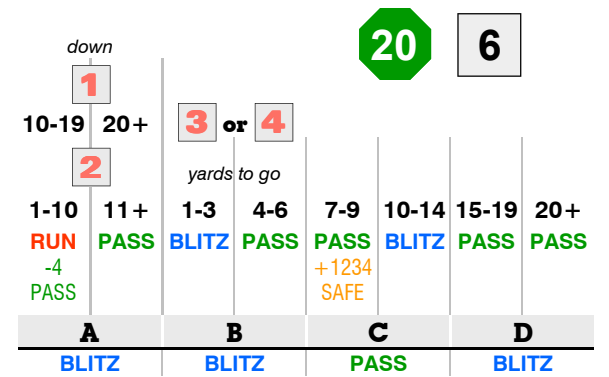 20 6
down
1
10-19 20+ 3 or 4
2 yards to go
1-10 11+ 1-3 4-6 7-9 10-14 15-19 20+
RUN PASS BLITZ PASS PASS BLITZ PASS PASS
-4 +1234
PASS SAFE
A B C D
BLITZ BLITZ PASS BLITZ